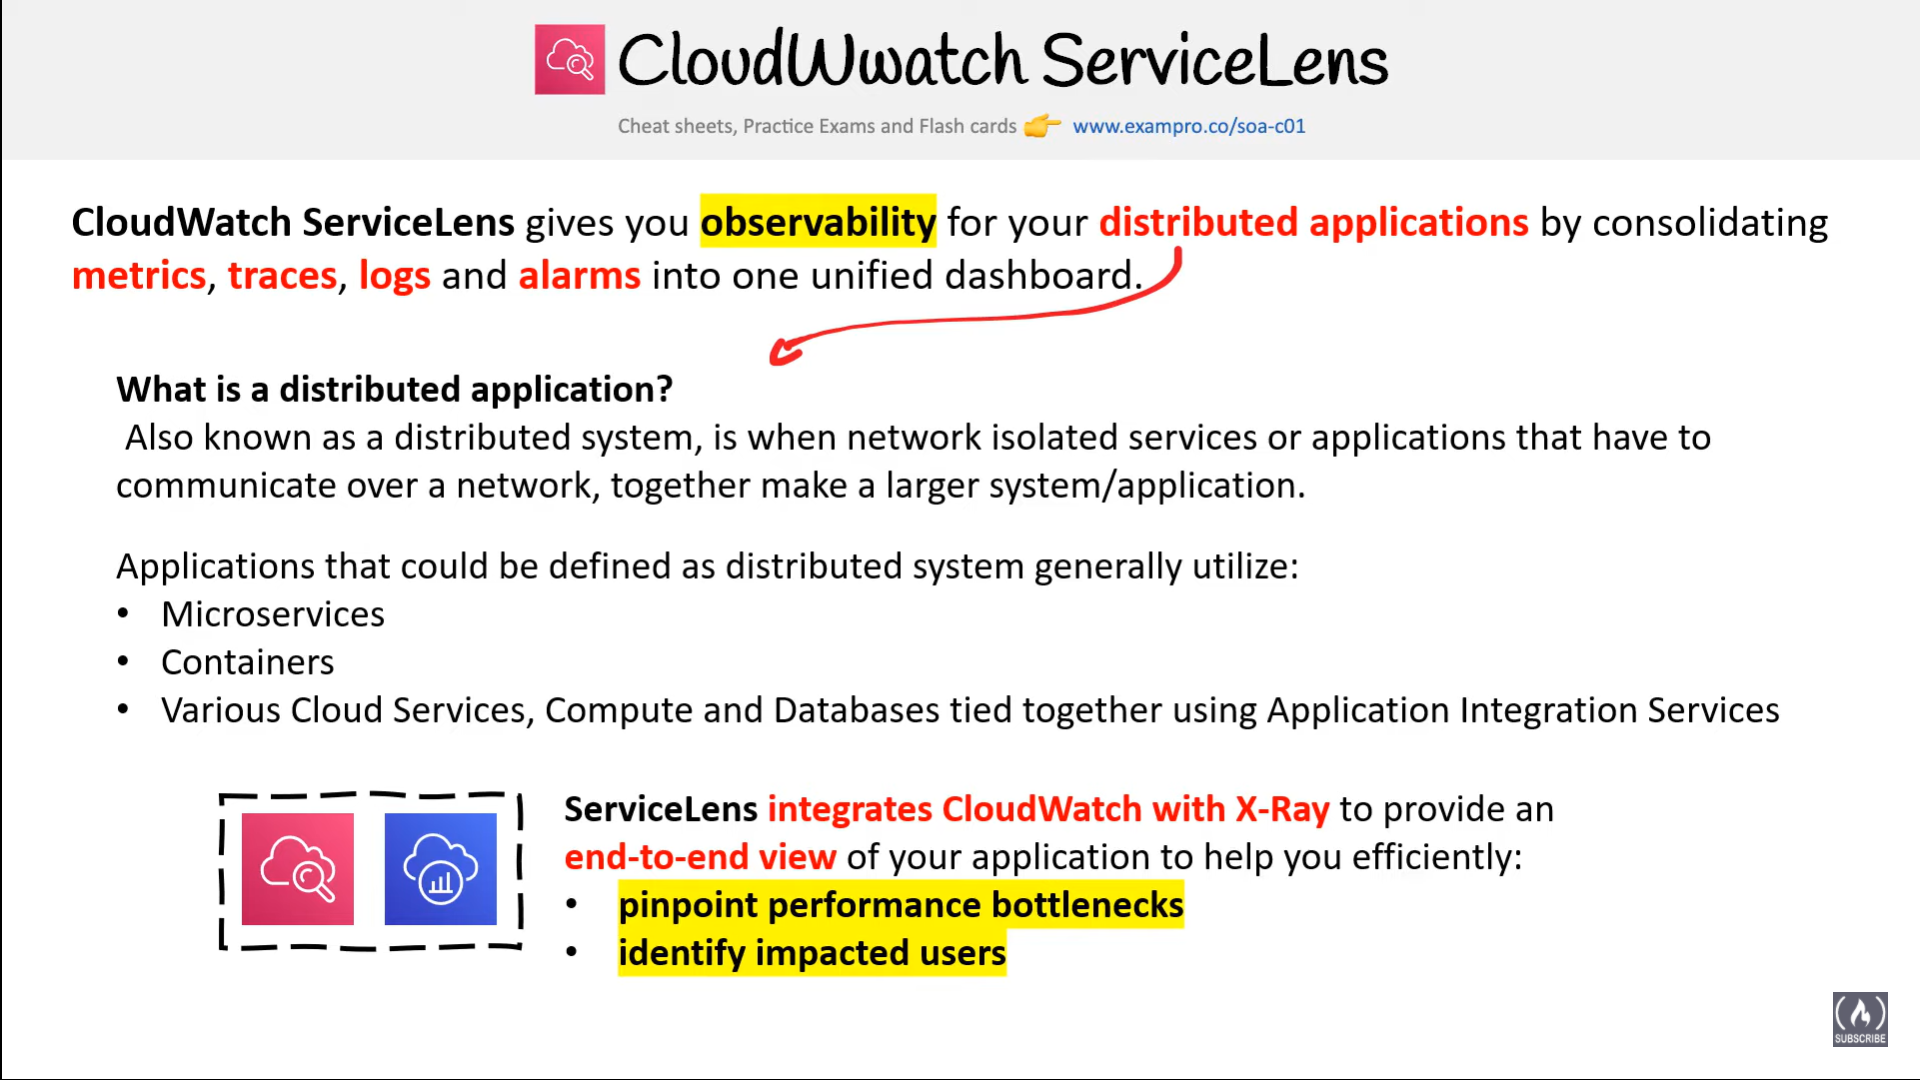 CloudWwatch ServiceLens
Cheat sheets, Practice Exams and Flash cards 👉 www.exampro.co/soa-c01
CloudWatch ServiceLens gives you observability for your distributed applications by consolidating
metrics, traces, logs and alarms into one unified dashboard.
What is a distributed application?
Also known as a distributed system, is when network isolated services or applications that have to
communicate over a network, together make a larger system/application.
Applications that could be defined as distributed system generally utilize:
• Microservices
• Containers
• Various Cloud Services, Compute and Databases tied together using Application Integration Services
ServiceLens integrates CloudWatch with X-Ray to provide an
end-to-end view of your application to help you efficiently:
• pinpoint performance bottlenecks
• identify impacted users
SUBSCRIBE